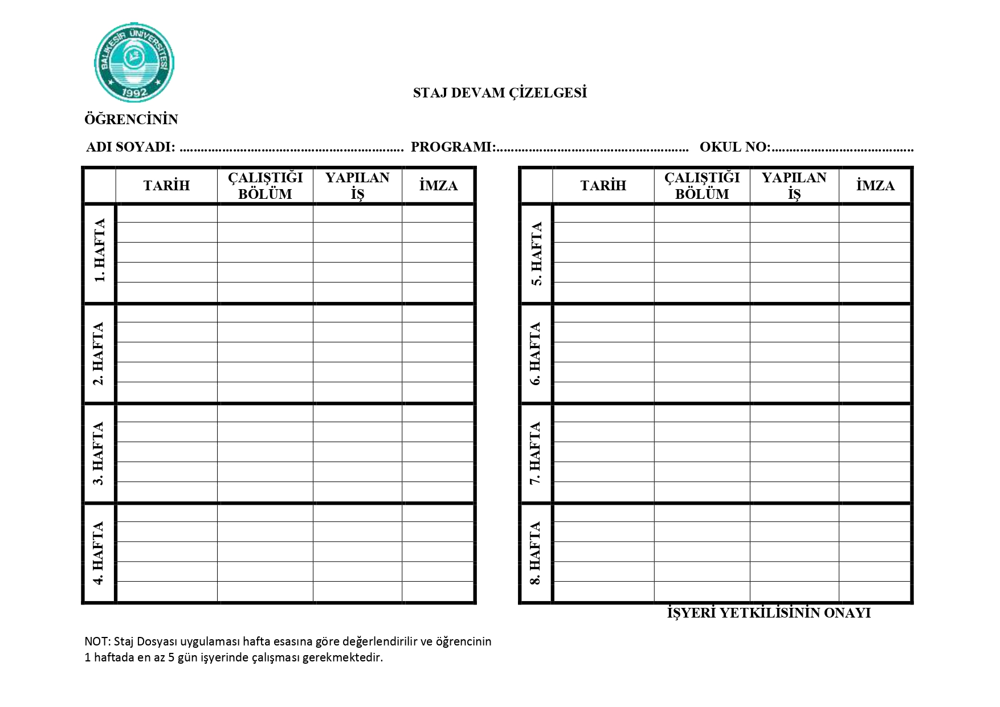 BALIKESİR ÜNİVERSİTESİ
1992
STAJ DEVAM ÇİZELGESİ
ÖĞRENCİNİN
ADI SOYADI: ............................................................... PROGRAMI:...................................................... OKUL NO:........................................
TARİH ÇALIŞTIĞI BÖLÜM YAPILAN İŞ İMZA
1. HAFTA
2. HAFTA
3. HAFTA
4. HAFTA
TARİH ÇALIŞTIĞI BÖLÜM YAPILAN İŞ İMZA
5. HAFTA
6. HAFTA
7. HAFTA
8. HAFTA
İŞYERİ YETKİLİSİNİN ONAYI
NOT: Staj Dosyası uygulaması hafta esasına göre değerlendirilir ve öğrencinin
1 haftada en az 5 gün işyerinde çalışması gerekmektedir.